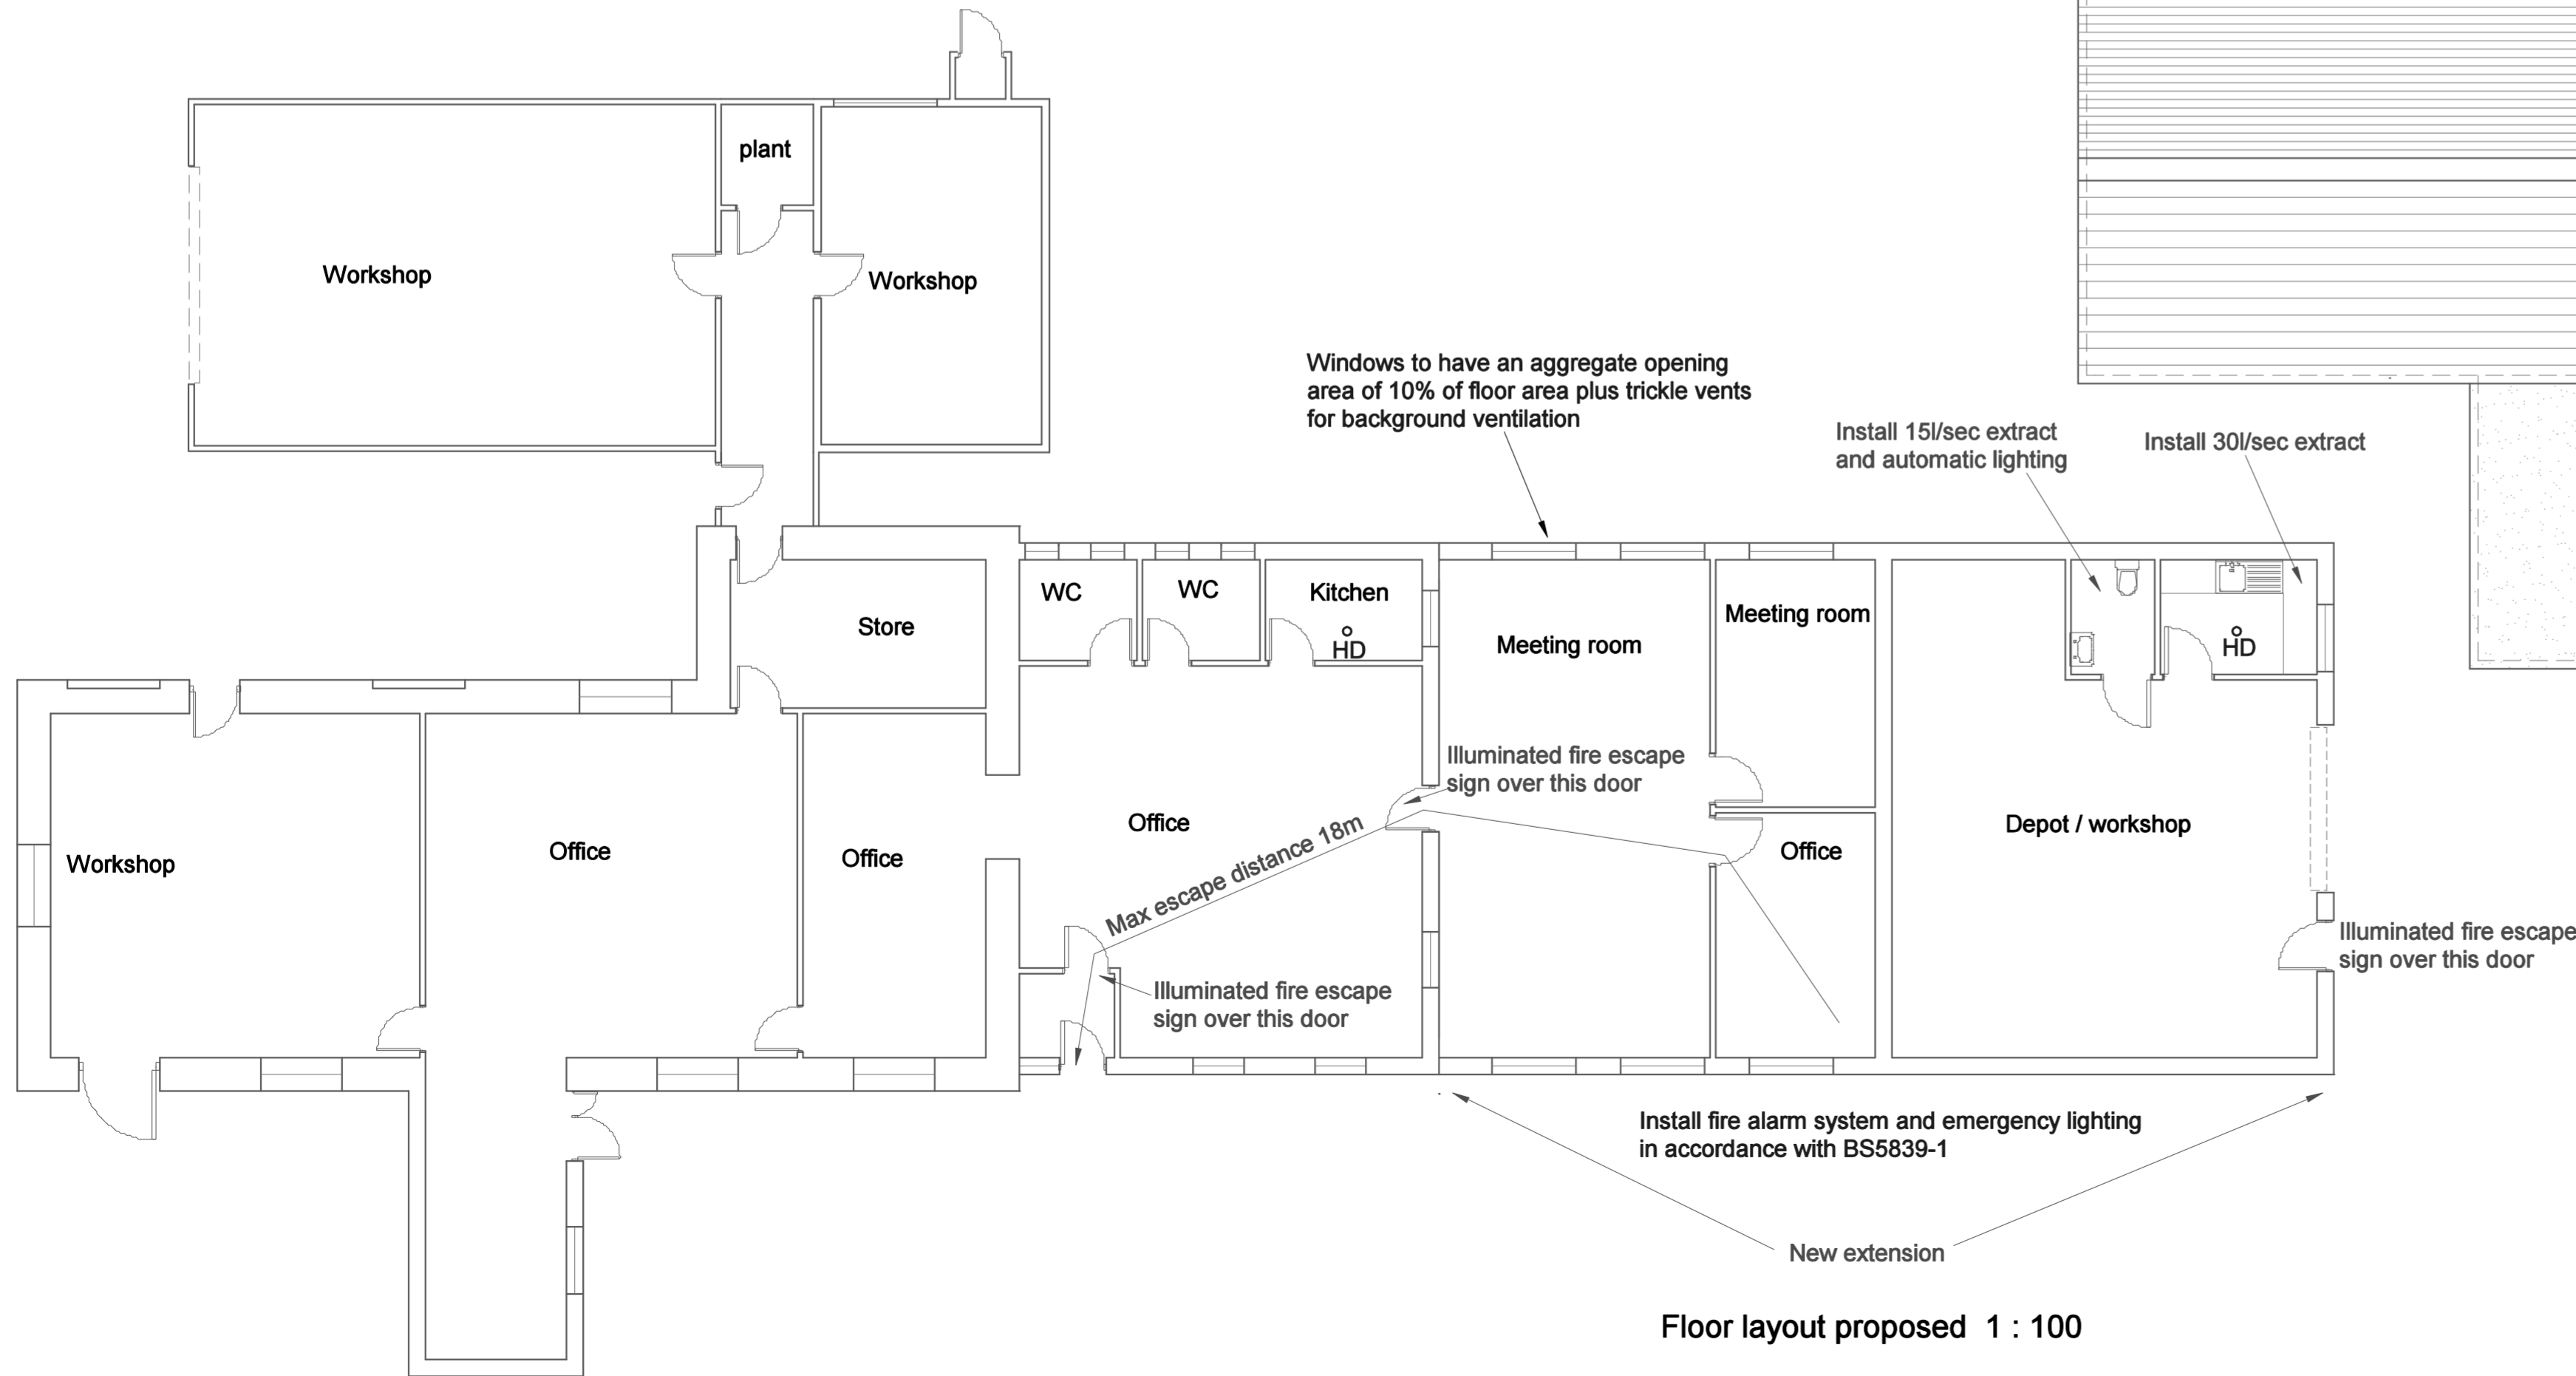 plant
Workshop
Workshop
Windows to have an aggregate opening
area of 10% of floor area plus trickle vents
for background ventilation
Install 15l/sec extract
and automatic lighting
Install 30l/sec extract
WC
WC
Kitchen
HD
Store
Meeting room
Meeting room
HD
Illuminated fire escape
sign over this door
Workshop
Office
Office
Office
Max escape distance 18m
Office
Depot / workshop
Illuminated fire escape
sign over this door
Illuminated fire escape
sign over this door
Install fire alarm system and emergency lighting
in accordance with BS5839-1
New extension
Floor layout proposed 1 : 100